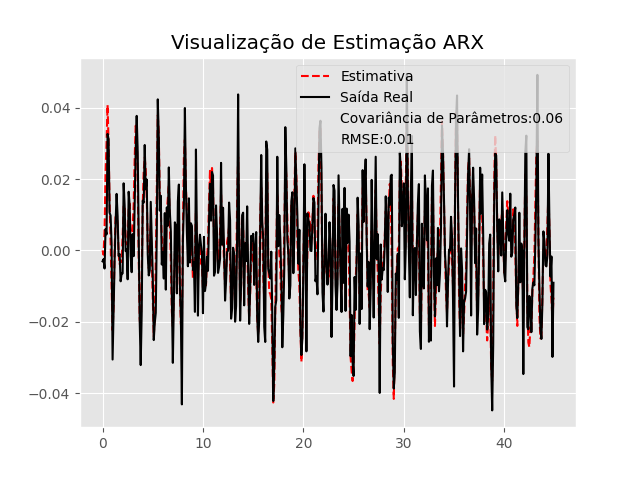 Visualização de Estimação ARX
Estimativa
Saída Real
Covariância de Parâmetros:0.06
RMSE:0.01
0.04
0.02
0.00
−0.02
−0.04
0 10 20 30 40